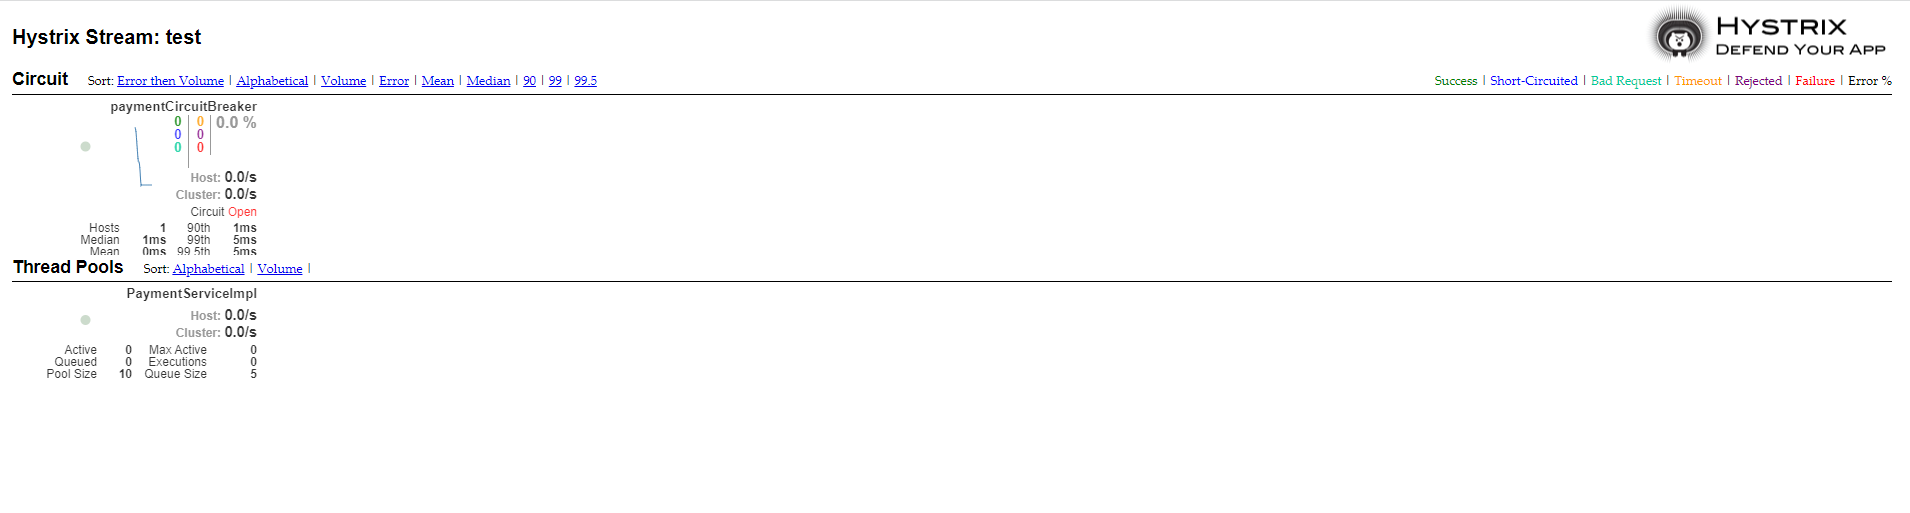 HYSTRIX
DEFEND YOUR APP
Hystrix Stream: test
Circuit Sort: Error then Volume | Alphabetical | Volume | Error | Mean | Median | 90 | 99 | 99.5 Success | Short-Circuited | Bad Request | Timeout | Rejected | Failure | Error %
paymentCircuitBreaker
0 0 0.0 %
0 0
0 0
Host: 0.0/s
Cluster: 0.0/s
Circuit Open
Hosts 1 90th 1ms
Median 1ms 99th 5ms
Mean 0ms 99.5th 5ms
Thread Pools Sort: Alphabetical | Volume |
PaymentServiceImpl
Host: 0.0/s
Cluster: 0.0/s
Active 0 Max Active 0
Queued 0 Executions 0
Pool Size 10 Queue Size 5